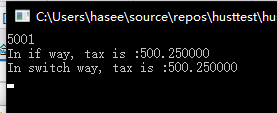 C:\Users\hasee\source\repos\husttest\hu
5001
In if way, tax is :500.250000
In switch way, tax is :500.250000